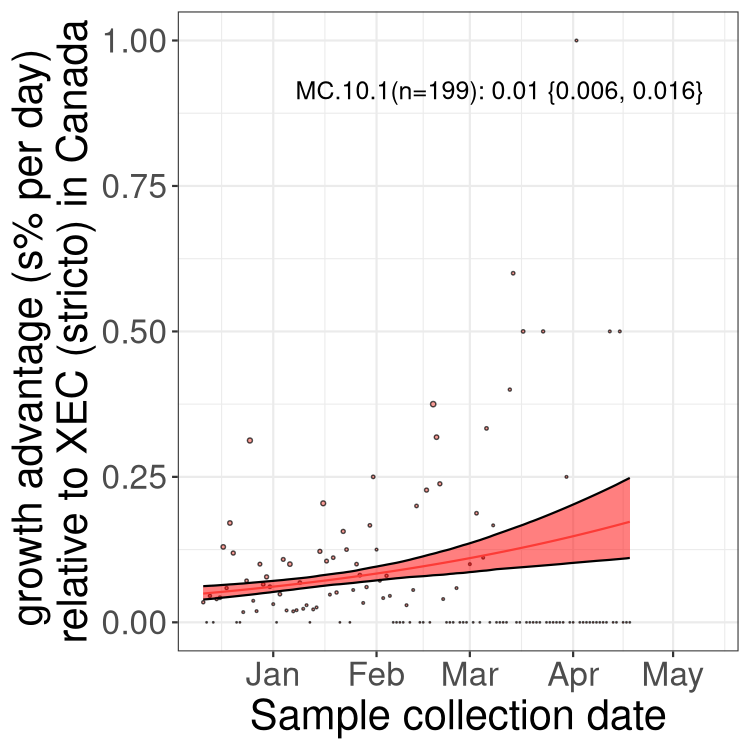 growth advantage (s% per day)
relative to XEC (stricto) in Canada
1.00
0.75
0.50
0.25
0.00
MC.10.1(n=199): 0.01 {0.006, 0.016}
Jan Feb Mar Apr May
Sample collection date